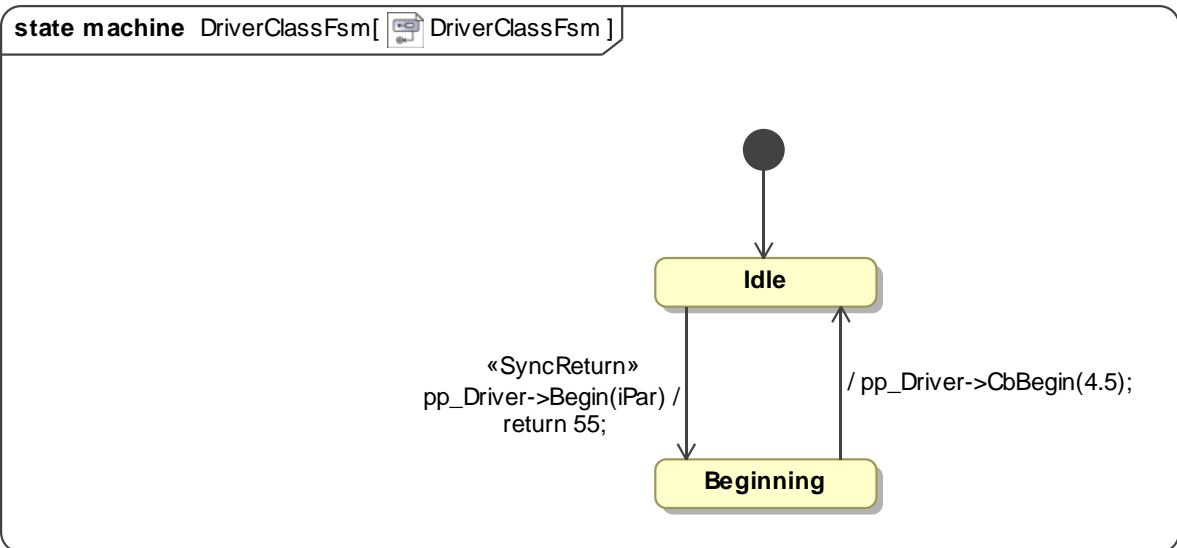 state machine DriverClassFsm[ DriverClassFsm ]
Idle
«SyncReturn»
pp_Driver->Begin(iPar) /
return 55;
/ pp_Driver->CbBegin(4.5);
Beginning